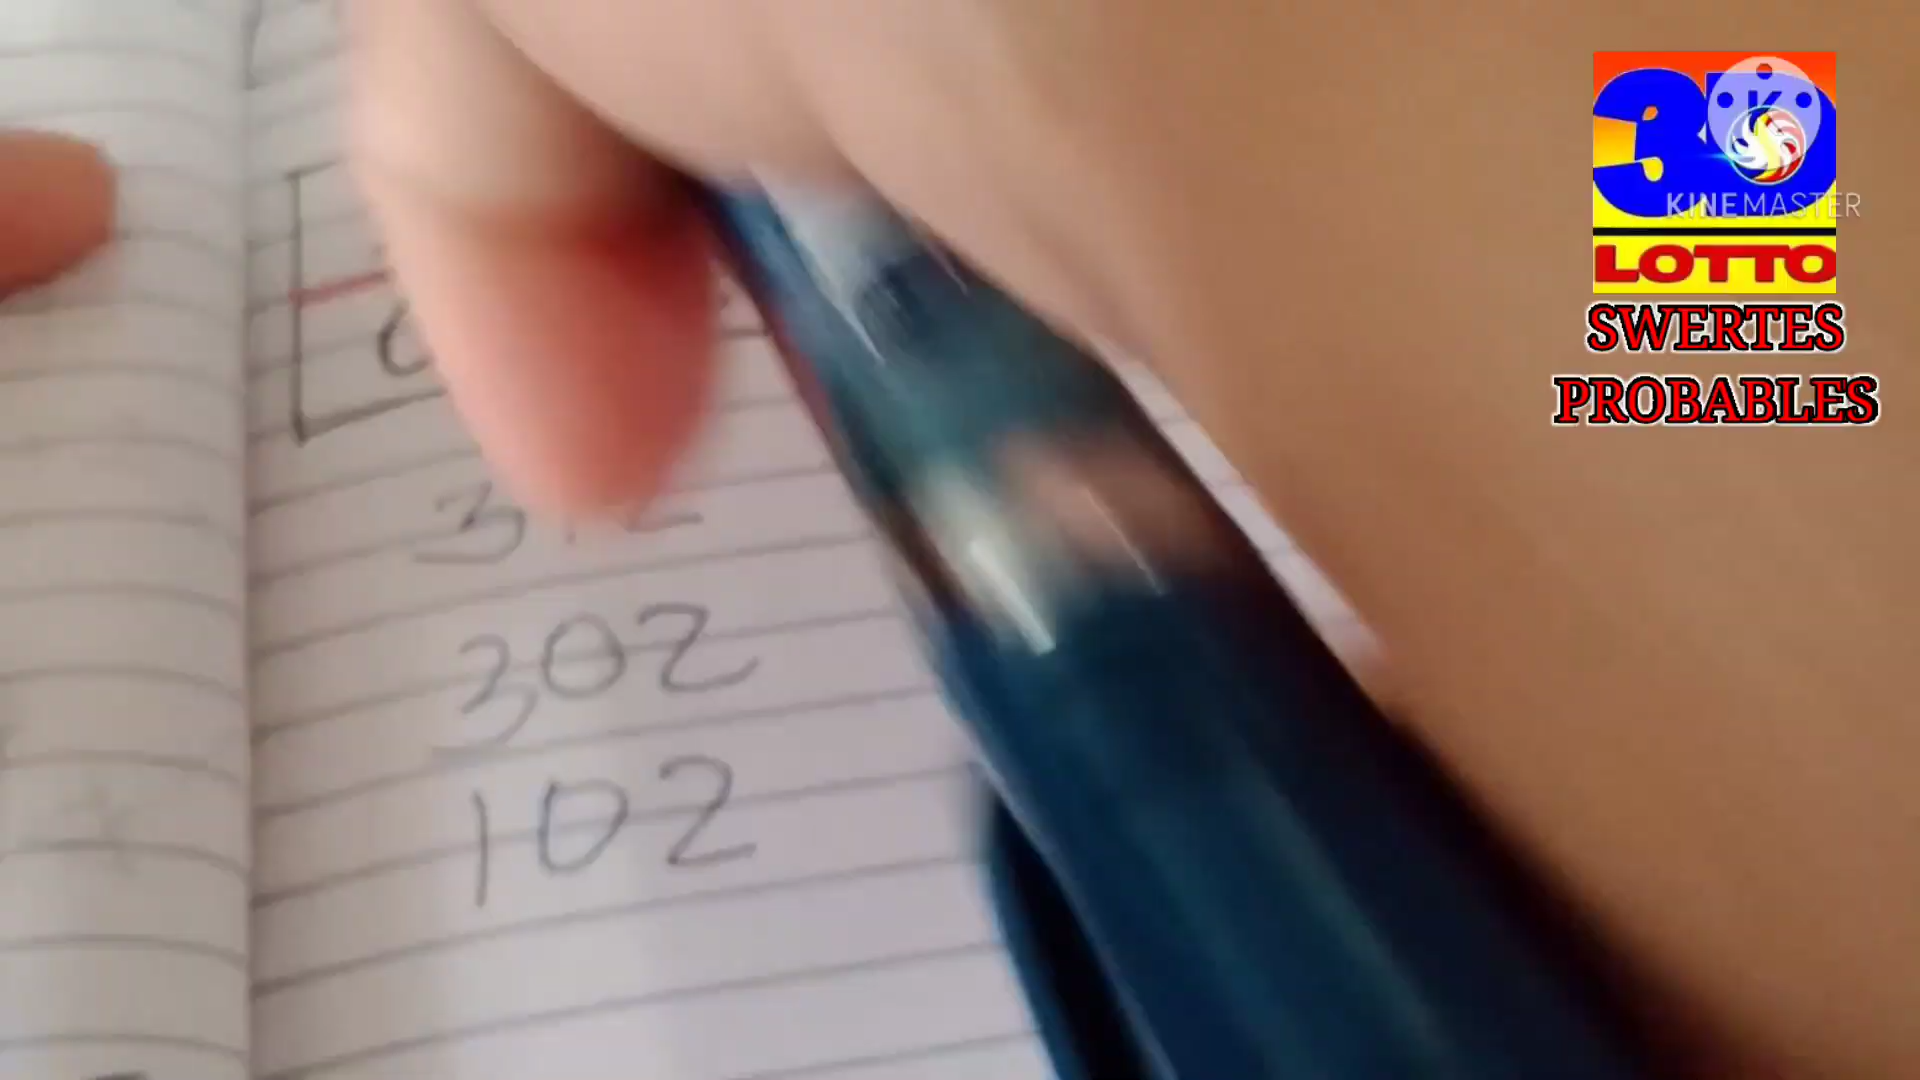 3D
KINEMASTER
LOTTO
SWERTES
PROBABLES
302
102